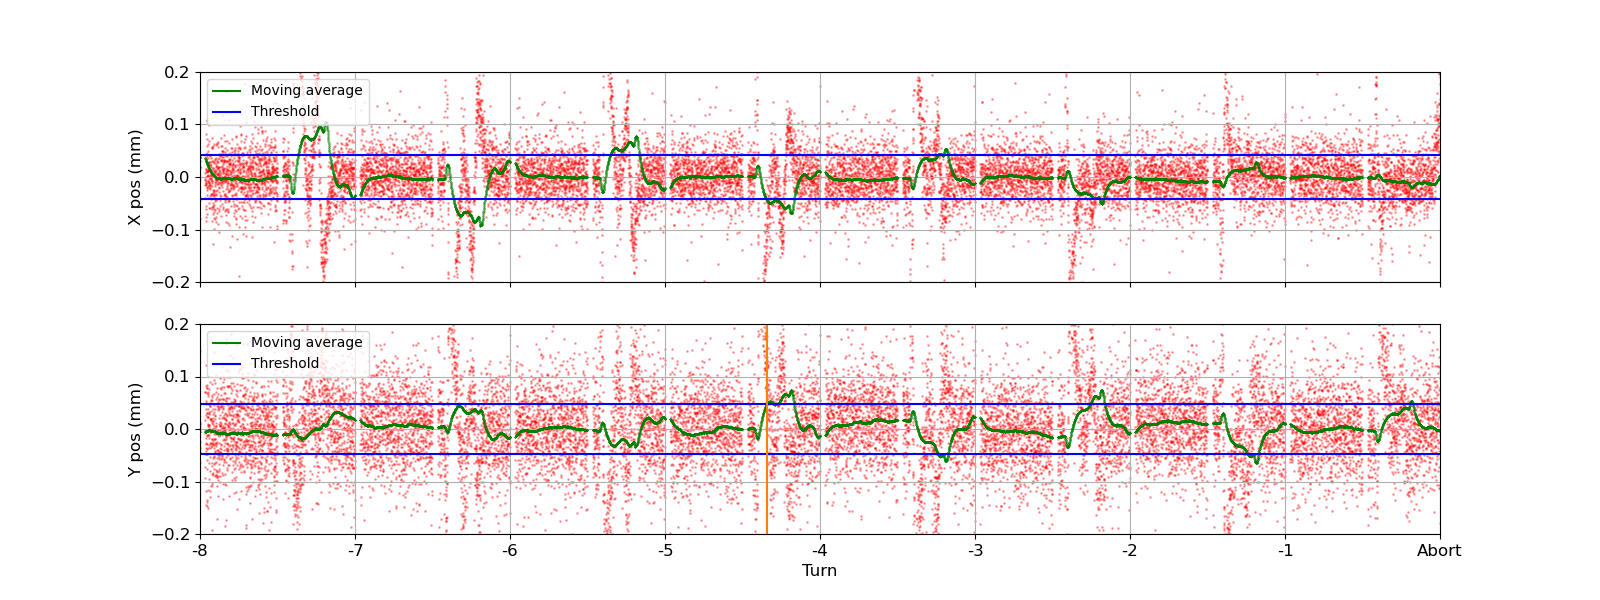 0.2
0.1
0.0
−0.1
−0.2
X pos (mm)
Moving average
Threshold
0.2
0.1
0.0
−0.1
−0.2
Y pos (mm)
Moving average
Threshold
-8 -7 -6 -5 -4 -3 -2 -1 Abort
Turn